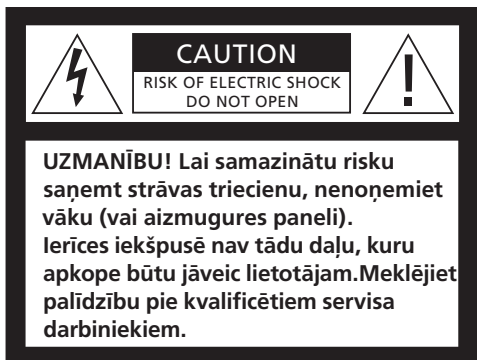 CAUTION
RISK OF ELECTRIC SHOCK
DO NOT OPEN
!
UZMANĪBU! Lai samazinātu risku
saņemt strāvas triecienu, nenoņemiet
vāku (vai aizmugures paneli).
Ierīces iekšpusē nav tādu daļu, kuru
apkope būtu jāveic lietotājam.Meklējiet
palīdzību pie kvalificētiem servisa
darbiniekiem.